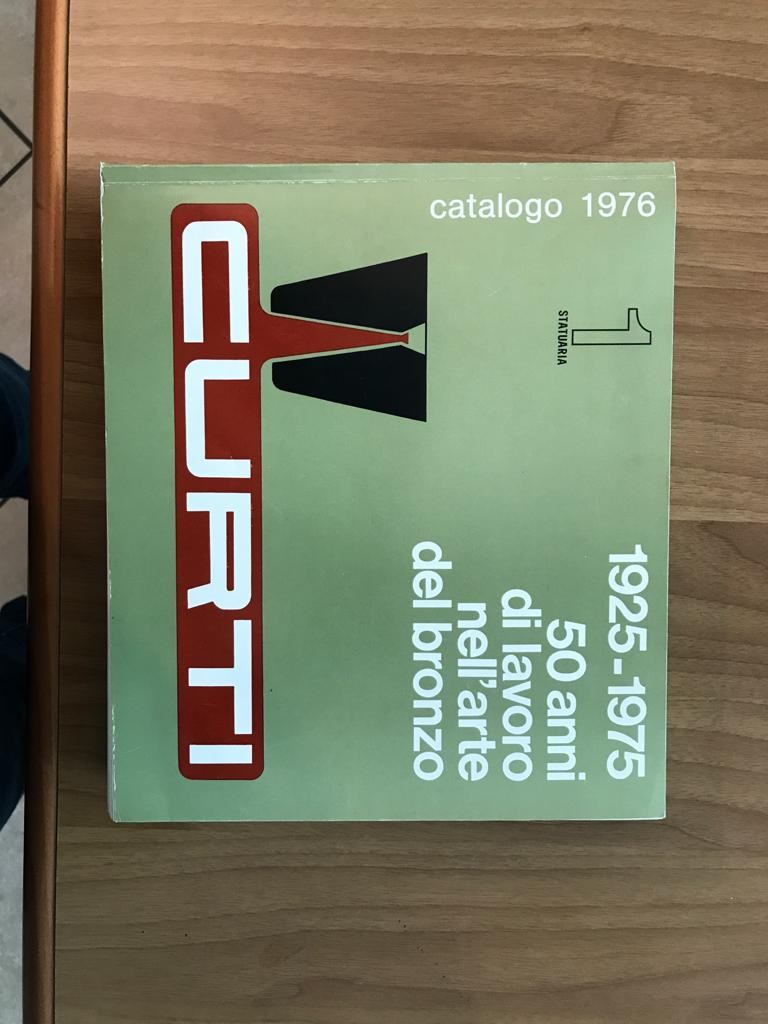 catalogo 1976
1
STATUARIA
1925-1975
50 anni
di lavoro
nell'arte
del bronzo
CURTI